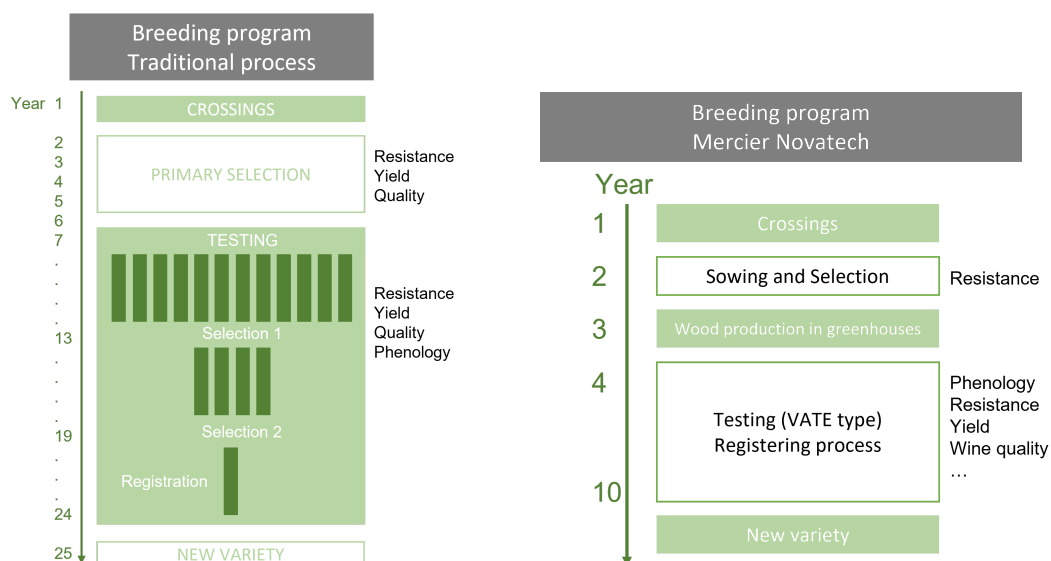 Breeding program
Traditional process
Year 1
CROSSINGS
2
3
4
5
6
PRIMARY SELECTION
Resistance
Yield
Quality
7
.
.
.
.
13
.
.
.
.
19
.
.
.
24
TESTING
Selection 1
Selection 2
Registration
Resistance
Yield
Quality
Phenology
25
NEW VARIETY
Breeding program
Mercier Novatech
Year
1
Crossings
2
Sowing and Selection
Resistance
3
Wood production in greenhouses
4
Testing (VATE type)
Registering process
Phenology
Resistance
Yield
Wine quality
...
10
New variety